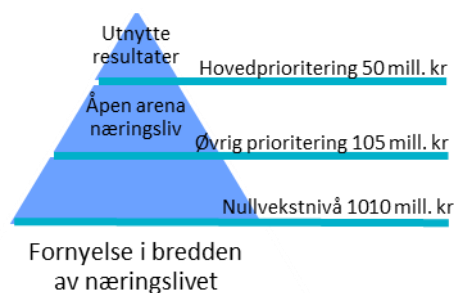 Utnytte
resultater
Hovedprioritering 50 mill. kr
Åpen arena
næringsliv
Øvrig prioritering 105 mill. kr
Nullvekstnivå 1010 mill. kr
Fornyelse i bredden
av næringslivet